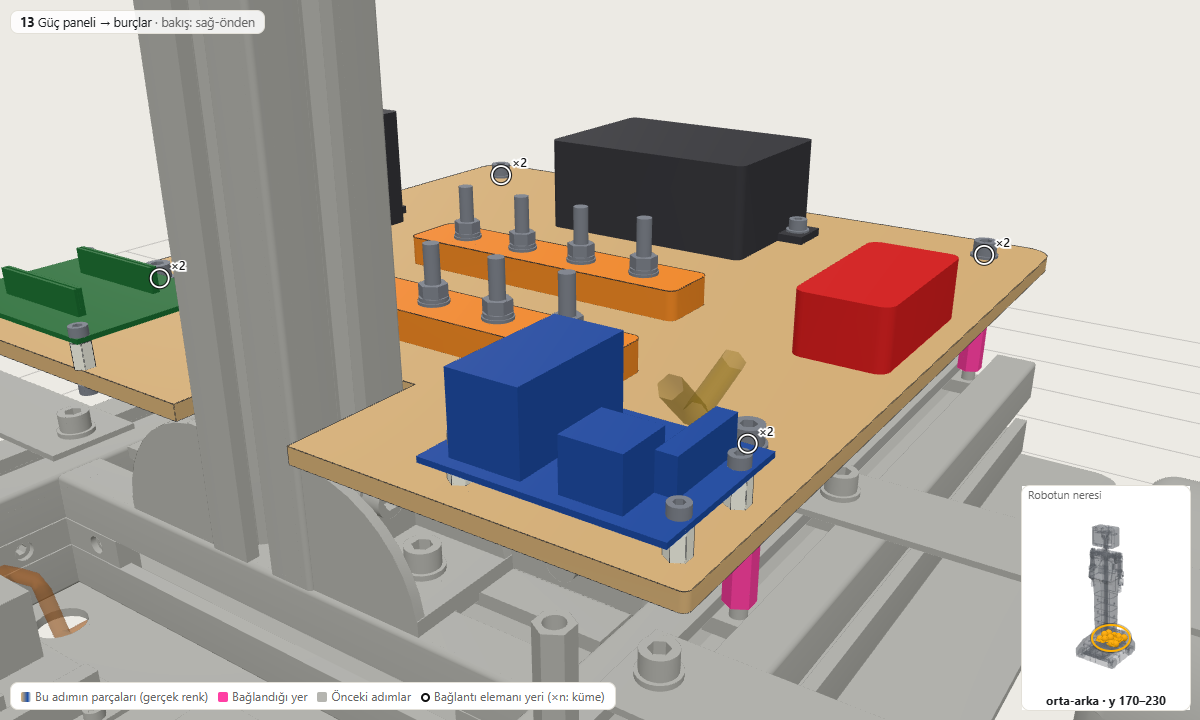 13 Güç paneli → burçlar · bakış: sağ-önden
×2
×2
×2
×2
Robotun neresi
orta-arka · y 170–230
Bu adımın parçaları (gerçek renk) Bağlandığı yer Önceki adımlar Bağlantı elemanı yeri (×n: küme)